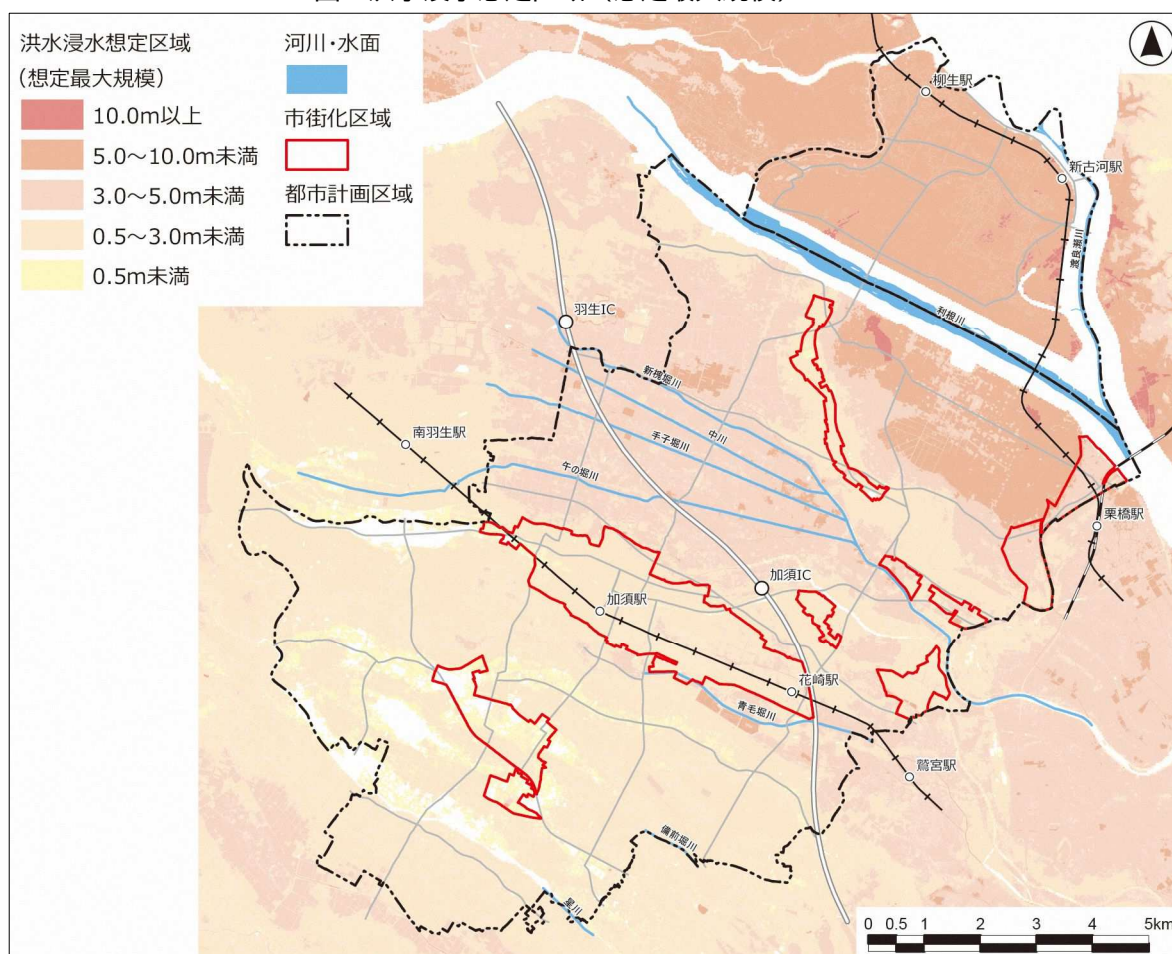 洪水浸水想定区域
(想定最大規模)
10.0m以上
5.0～10.0m未満
3.0～5.0m未満
0.5～3.0m未満
0.5m未満
河川・水面
市街化区域
都市計画区域
柳生駅
新古河駅
渡良瀬川
利根川
羽生IC
新槐堀川
中川
手子堀川
午の堀川
南羽生駅
栗橋駅
加須IC
加須駅
花崎駅
青毛堀川
鷲宮駅
備前堀川
星川
0 0.5 1 2 3 4 5km